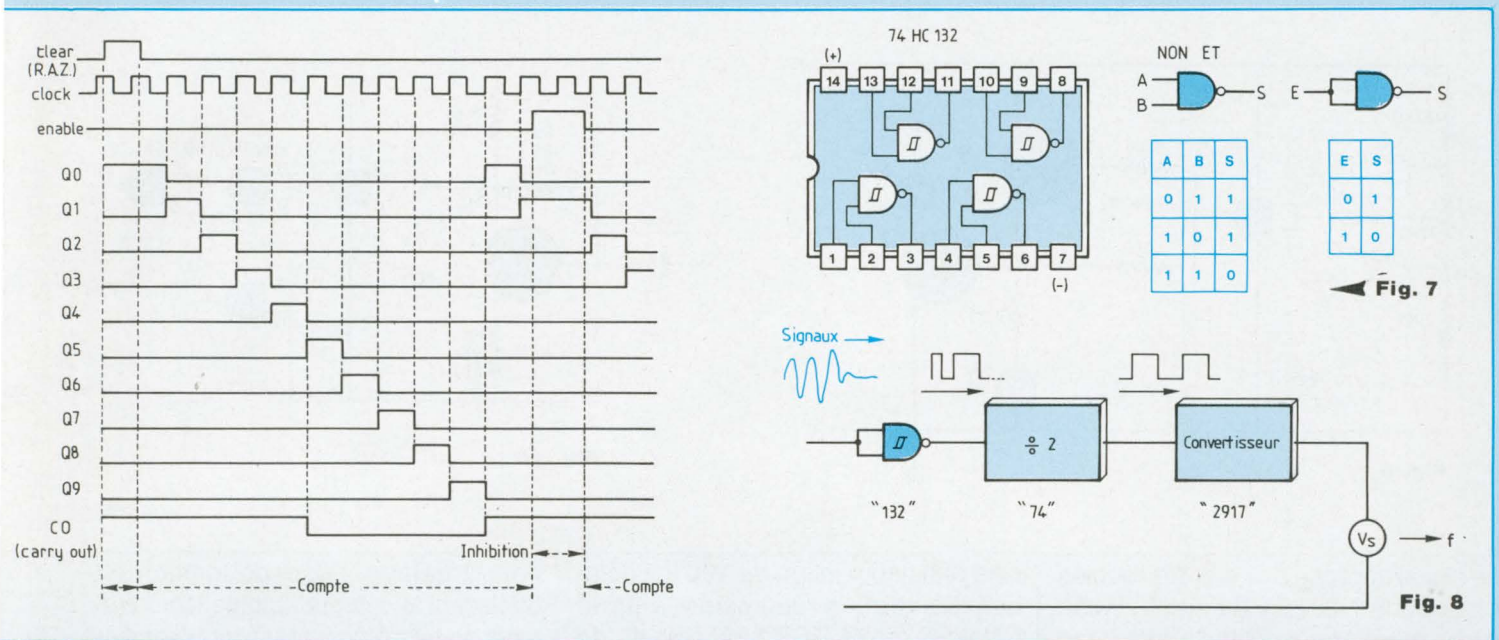 clear
(R.A.Z.)
clock
enable
Q0
Q1
Q2
Q3
Q4
Q5
Q6
Q7
Q8
Q9
CO
(carry out)
Inhibition
Compte
Compte
74 HC 132
(+)
14 13 12 11 10 9 8
1 2 3 4 5 6 7
(-)
NON ET
A
B
S
E
S
A B S
0 1 1
1 0 1
1 1 0
E S
0 1
1 0
Fig. 7
Signaux
...
÷ 2
Convertisseur
"132"
"74"
"2917"
Vs
f
Fig. 8